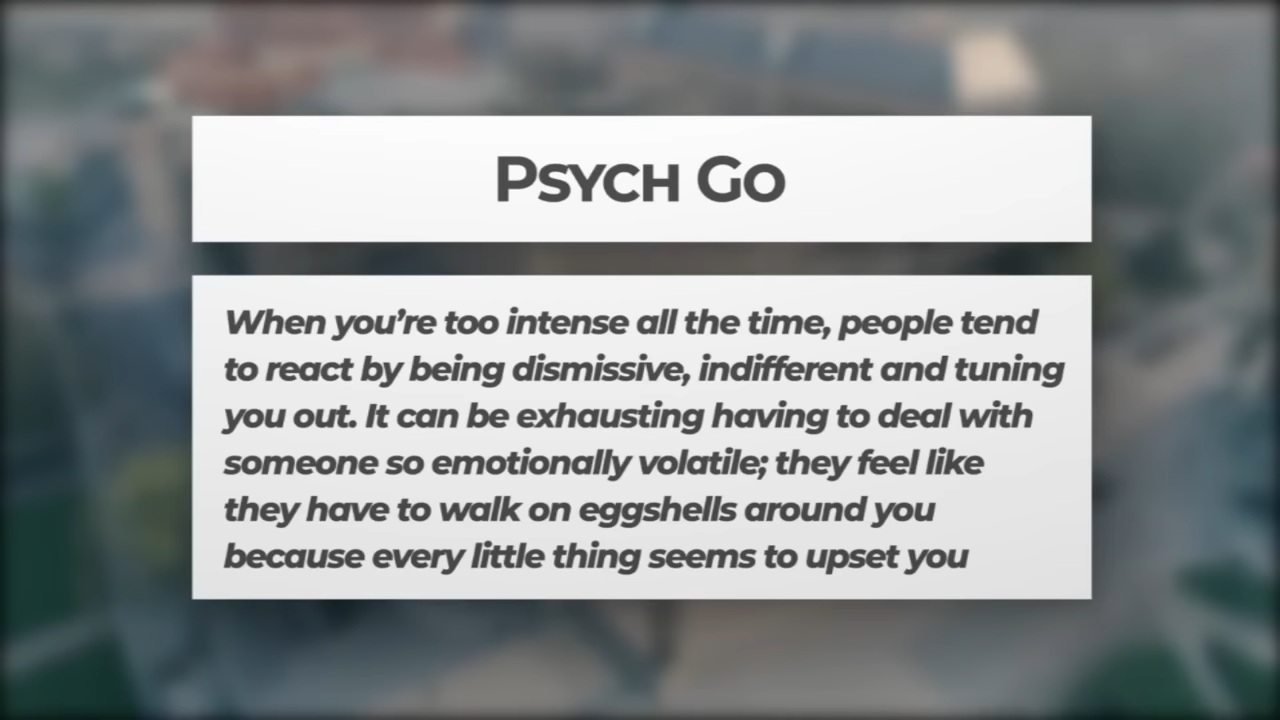 Psych Go
When you’re too intense all the time, people tend
to react by being dismissive, indifferent and tuning
you out. It can be exhausting having to deal with
someone so emotionally volatile; they feel like
they have to walk on eggshells around you
because every little thing seems to upset you